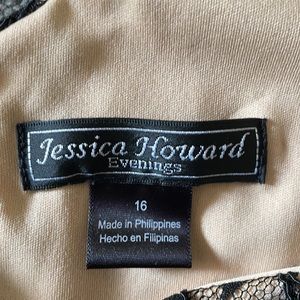 Jessica Howard
Evenings
16
Made in Philippines
Hecho en Filipinas